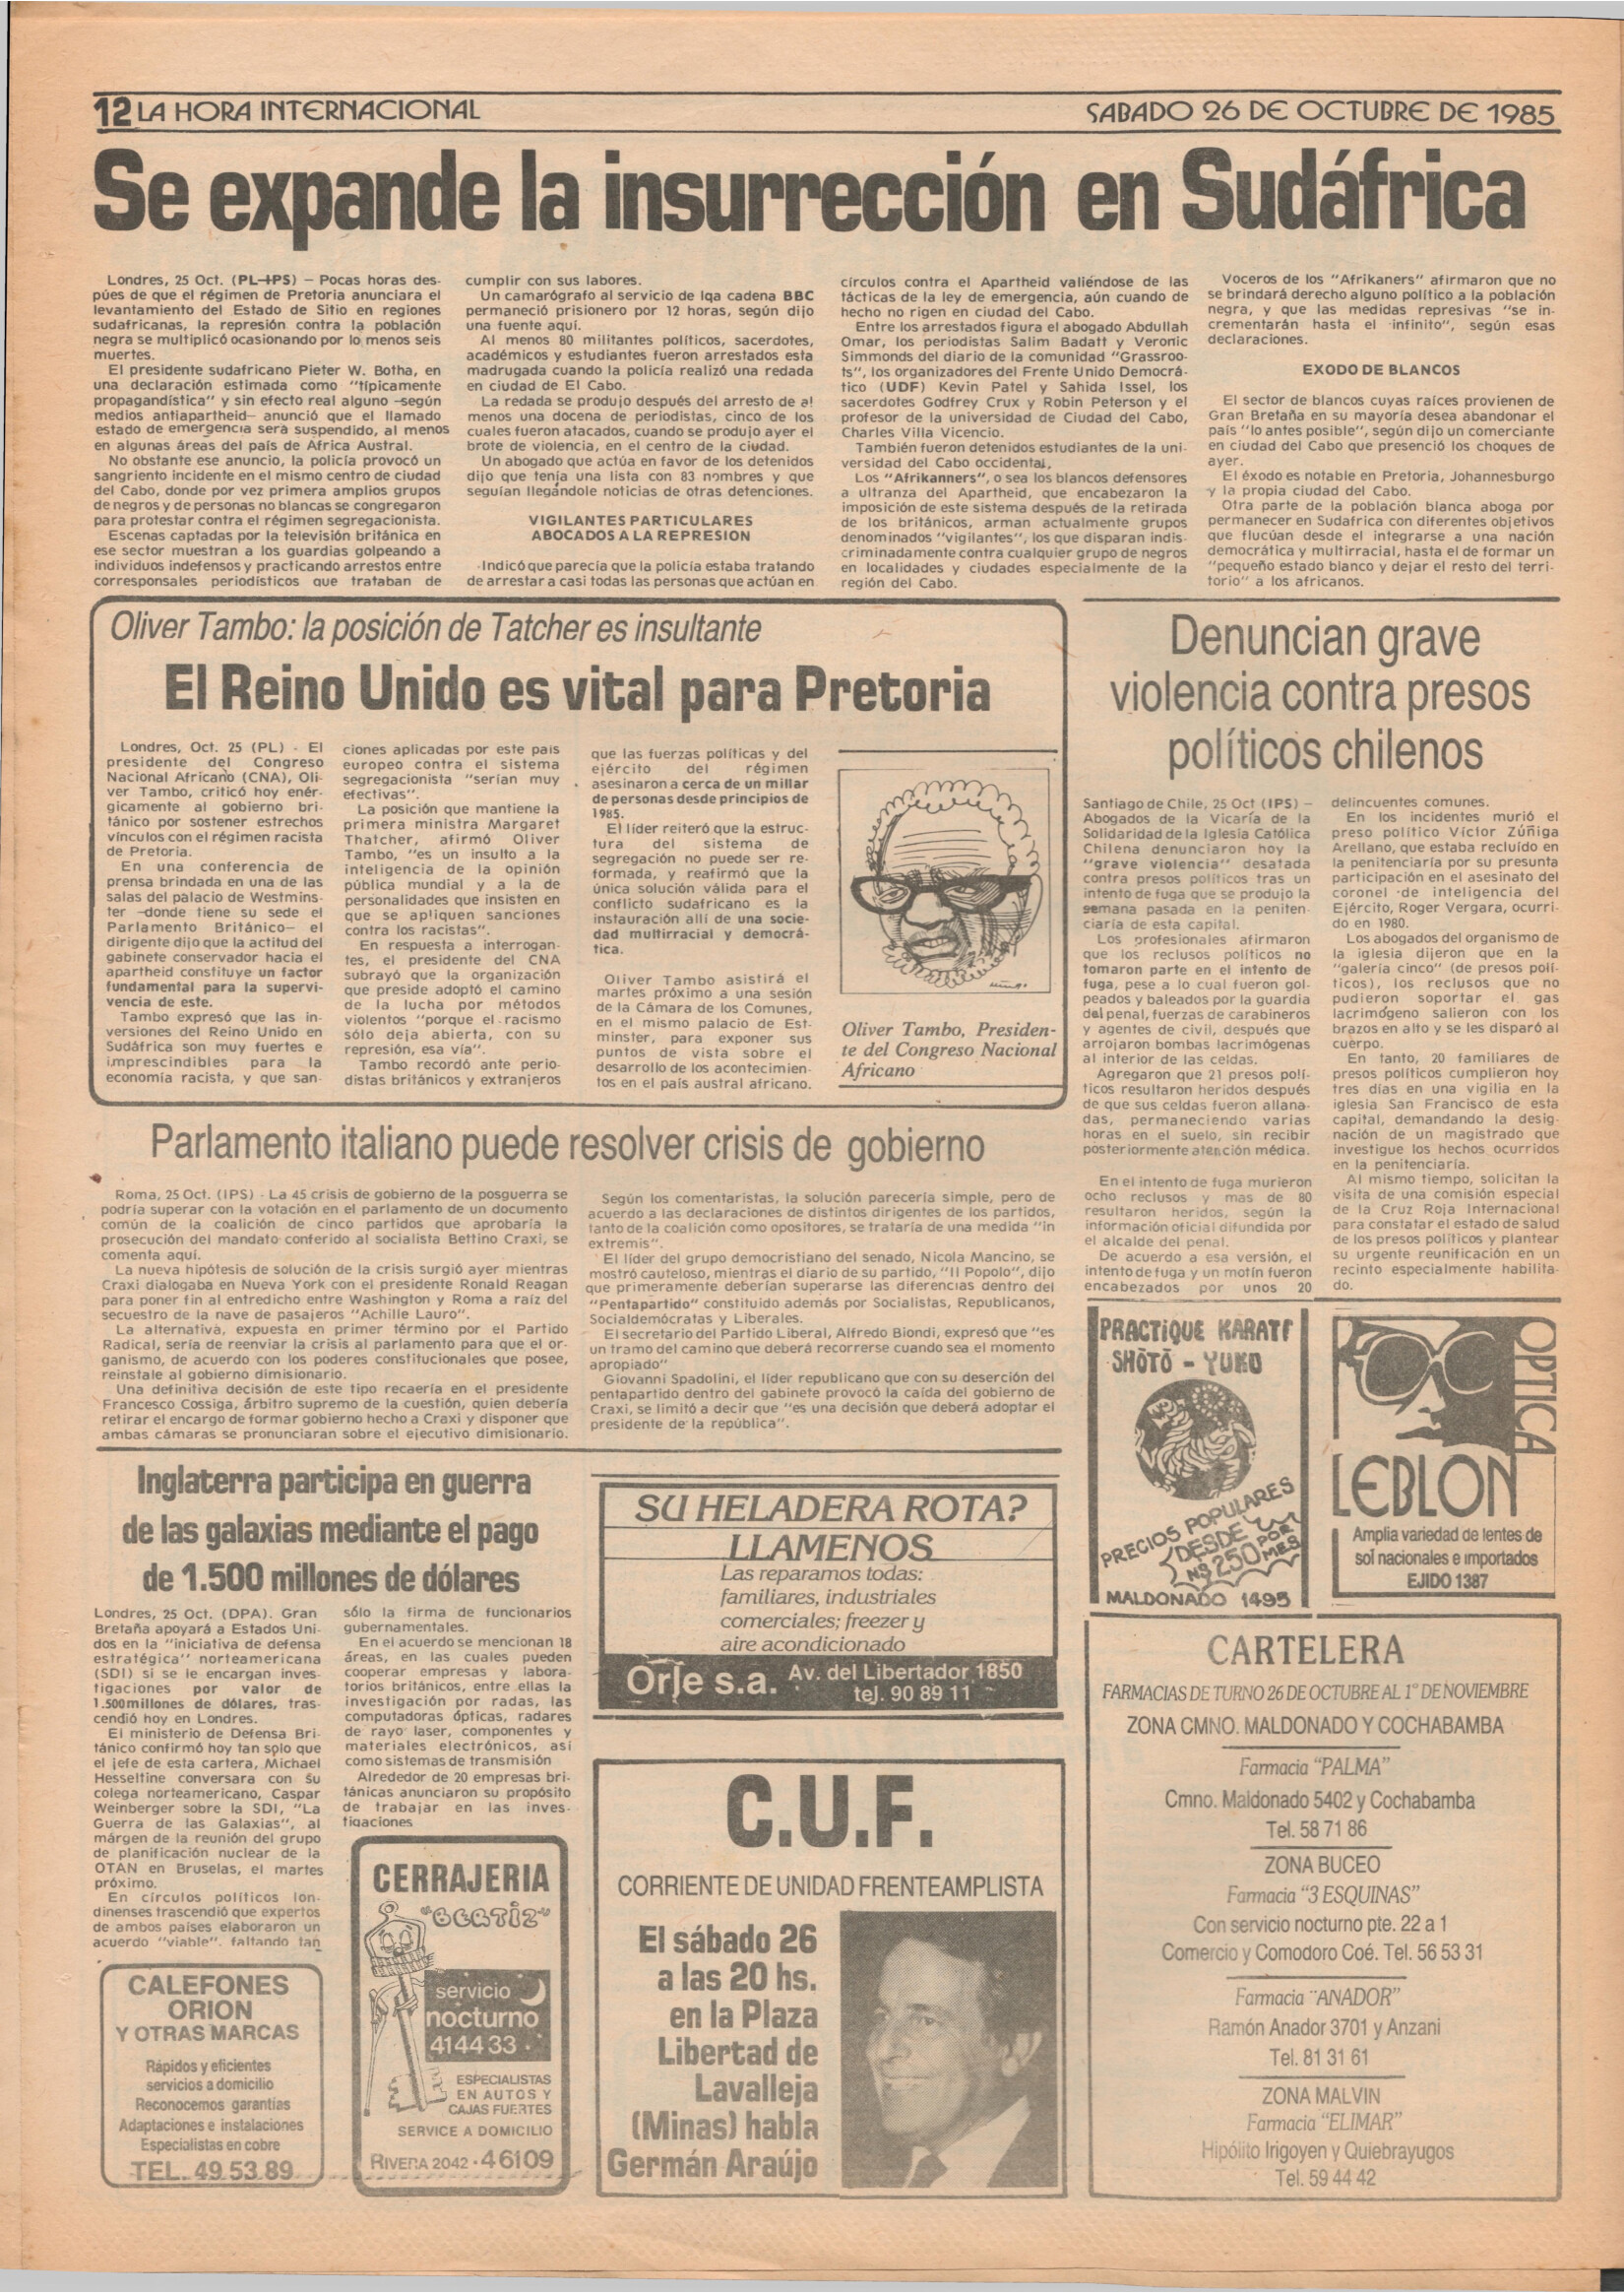 12 LA HORA INTERNACIONAL
SABADO 26 DE OCTUBRE DE 1985
Se expande la insurrección en Sudáfrica
Londres, 25 Oct. (PL-IPS) — Pocas horas des-
púes de que el régimen de Pretoria anunciara el
levantamiento del Estado de Sitio en regiones
sudafricanas, la represión contra la población
negra se multiplicó ocasionando por lo menos seis
muertes.
El presidente sudafricano Pieter W. Botha, en
una declaración estimada como "típicamente
propagandística" y sin efecto real alguno —según
medios antiapartheid— anunció que el llamado
estado de emergencia será suspendido, al menos
en algunas áreas del país de Africa Austral.
No obstante ese anuncio, la policía provocó un
sangriento incidente en el mismo centro de ciudad
del Cabo, donde por vez primera amplios grupos
de negros y de personas no blancas se congregaron
para protestar contra el régimen segregacionista.
Escenas captadas por la televisión británica en
ese sector muestran a los guardias golpeando a
individuos indefensos y practicando arrestos entre
corresponsales periodísticos que trataban de
cumplir con sus labores.
Un camarógrafo al servicio de lqa cadena BBC
permaneció prisionero por 12 horas, según dijo
una fuente aquí.
Al menos 80 militantes políticos, sacerdotes,
académicos y estudiantes fueron arrestados esta
madrugada cuando la policía realizó una redada
en ciudad de El Cabo.
La redada se produjo después del arresto de al
menos una docena de periodistas, cinco de los
cuales fueron atacados, cuando se produjo ayer el
brote de violencia, en el centro de la ciudad.
Un abogado que actúa en favor de los detenidos
dijo que tenía una lista con 83 nombres y que
seguían llegándole noticias de otras detenciones.
VIGILANTES PARTICULARES
ABOCADOS A LA REPRESION
Indicó que parecía que la policía estaba tratando
de arrestar a casi todas las personas que actúan en
círculos contra el Apartheid valiéndose de las
tácticas de la ley de emergencia, aún cuando de
hecho no rigen en ciudad del Cabo.
Entre los arrestados figura el abogado Abdullah
Omar, los periodistas Salim Badatt y Veronic
Simmonds del diario de la comunidad "Grassroo-
ts", los organizadores del Frente Unido Democrá-
tico (UDF) Kevin Patel y Sahida Issel, los
sacerdotes Godfrey Crux y Robin Peterson y el
profesor de la universidad de Ciudad del Cabo,
Charles Villa Vicencio.
También fueron detenidos estudiantes de la uni-
versidad del Cabo occidental,
Los "Afrikanners", o sea los blancos defensores
a ultranza del Apartheid, que encabezaron la
imposición de este sistema después de la retirada
de los británicos, arman actualmente grupos
denominados "vigilantes", los que disparan indis-
criminadamente contra cualquier grupo de negros
en localidades y ciudades especialmente de la
región del Cabo.
Voceros de los "Afrikaners" afirmaron que no
se brindará derecho alguno político a la población
negra, y que las medidas represivas "se in-
crementarán hasta el infinito", según esas
declaraciones.
EXODO DE BLANCOS
El sector de blancos cuyas raíces provienen de
Gran Bretaña en su mayoría desea abandonar el
país "lo antes posible", según dijo un comerciante
en ciudad del Cabo que presenció los choques de
ayer.
El éxodo es notable en Pretoria, Johannesburgo
y la propia ciudad del Cabo.
Otra parte de la población blanca aboga por
permanecer en Sudafrica con diferentes objetivos
que flucúan desde el integrarse a una nación
democrática y multirracial, hasta el de formar un
"pequeño estado blanco y dejar el resto del terri-
torio" a los africanos.
Oliver Tambo: la posición de Tatcher es insultante
El Reino Unido es vital para Pretoria
Londres, Oct. 25 (PL) - El
presidente del Congreso
Nacional Africano (CNA), Oli-
ver Tambo, criticó hoy enér-
gicamente al gobierno bri-
tánico por sostener estrechos
vínculos con el régimen racista
de Pretoria.
En una conferencia de
prensa brindada en una de las
salas del palacio de Westmins-
ter —donde tiene su sede el
Parlamento Británico— el
dirigente dijo que la actitud del
gabinete conservador hacia el
apartheid constituye un factor
fundamental para la supervi-
vencia de este.
Tambo expresó que las in-
versiones del Reino Unido en
Sudáfrica son muy fuertes e
imprescindibles para la
economía racista, y que san-
ciones aplicadas por este país
europeo contra el sistema
segregacionista "serían muy
efectivas".
La posición que mantiene la
primera ministra Margaret
Thatcher, afirmó Oliver
Tambo, "es un insulto a la
inteligencia de la opinión
pública mundial y a la de
personalidades que insisten en
que se apliquen sanciones
contra los racistas".
En respuesta a interrogan-
tes, el presidente del CNA
subrayó que la organización
que preside adoptó el camino
de la lucha por métodos
violentos "porque el racismo
sólo deja abierta, con su
represión, esa vía".
Tambo recordó ante perio-
distas británicos y extranjeros
que las fuerzas políticas y del
ejército del régimen
asesinaron a cerca de un millar
de personas desde principios de
1985.
El líder reiteró que la estruc-
tura del sistema de
segregación no puede ser re-
formada, y reafirmó que la
única solución válida para el
conflicto sudafricano es la
instauración allí de una socie-
dad multirracial y democrá-
tica.
Oliver Tambo asistirá el
martes próximo a una sesión
de la Cámara de los Comunes,
en el mismo palacio de Est-
minster, para exponer sus
puntos de vista sobre el
desarrollo de los acontecimien-
tos en el país austral africano.
Oliver Tambo, Presiden-
te del Congreso Nacional
Africano
Denuncian grave
violencia contra presos
políticos chilenos
Santiago de Chile, 25 Oct (IPS) —
Abogados de la Vicaría de la
Solidaridad de la Iglesia Católica
Chilena denunciaron hoy la
"grave violencia" desatada
contra presos políticos tras un
intento de fuga que se produjo la
semana pasada en la peniten-
ciaría de esta capital.
Los profesionales afirmaron
que los reclusos políticos no
tomaron parte en el intento de
fuga, pese a lo cual fueron gol-
peados y baleados por la guardia
del penal, fuerzas de carabineros
y agentes de civil, después que
arrojaron bombas lacrimógenas
al interior de las celdas.
Agregaron que 21 presos polí-
ticos resultaron heridos después
de que sus celdas fueron allana-
das, permaneciendo varias
horas en el suelo, sin recibir
posteriormente atención médica.
En el intento de fuga murieron
ocho reclusos y mas de 80
resultaron heridos, según la
información oficial difundida por
el alcalde del penal.
De acuerdo a esa versión, el
intento de fuga y un motín fueron
encabezados por unos 20
delincuentes comunes.
En los incidentes murió el
preso político Víctor Zúñiga
Arellano, que estaba recluído en
la penitenciaría por su presunta
participación en el asesinato del
coronel de inteligencia del
Ejército, Roger Vergara, ocurri-
do en 1980.
Los abogados del organismo de
la iglesia dijeron que en la
"galería cinco" (de presos polí-
ticos), los reclusos que no
pudieron soportar el gas
lacrimógeno salieron con los
brazos en alto y se les disparó al
cuerpo.
En tanto, 20 familiares de
presos políticos cumplieron hoy
tres días en una vigilia en la
iglesia San Francisco de esta
capital, demandando la desig-
nación de un magistrado que
investigue los hechos ocurridos
en la penitenciaría.
Al mismo tiempo, solicitan la
visita de una comisión especial
de la Cruz Roja Internacional
para constatar el estado de salud
de los presos políticos y plantear
su urgente reunificación en un
recinto especialmente habilita-
do.
Parlamento italiano puede resolver crisis de gobierno
Roma, 25 Oct. (IPS) - La 45 crisis de gobierno de la posguerra se
podría superar con la votación en el parlamento de un documento
común de la coalición de cinco partidos que aprobaría la
prosecución del mandato conferido al socialista Bettino Craxi, se
comenta aquí.
La nueva hipótesis de solución de la crisis surgió ayer mientras
Craxi dialogaba en Nueva York con el presidente Ronald Reagan
para poner fin al entredicho entre Washington y Roma a raíz del
secuestro de la nave de pasajeros "Achille Lauro".
La alternativa, expuesta en primer término por el Partido
Radical, sería de reenviar la crisis al parlamento para que el or-
ganismo, de acuerdo con los poderes constitucionales que posee,
reinstale al gobierno dimisionario.
Una definitiva decisión de este tipo recaería en el presidente
Francesco Cossiga, árbitro supremo de la cuestión, quien debería
retirar el encargo de formar gobierno hecho a Craxi y disponer que
ambas cámaras se pronunciaran sobre el ejecutivo dimisionario.
Según los comentaristas, la solución parecería simple, pero de
acuerdo a las declaraciones de distintos dirigentes de los partidos,
tanto de la coalición como opositores, se trataría de una medida "in
extremis".
El líder del grupo democristiano del senado, Nicola Mancino, se
mostró cauteloso, mientras el diario de su partido, "Il Popolo", dijo
que primeramente deberían superarse las diferencias dentro del
"Pentapartido" constituido además por Socialistas, Republicanos,
Socialdemócratas y Liberales.
El secretario del Partido Liberal, Alfredo Biondi, expresó que "es
un tramo del camino que deberá recorrerse cuando sea el momento
apropiado"
Giovanni Spadolini, el líder republicano que con su deserción del
pentapartido dentro del gabinete provocó la caída del gobierno de
Craxi, se limitó a decir que "es una decisión que deberá adoptar el
presidente de la república".
Inglaterra participa en guerra
de las galaxias mediante el pago
de 1.500 millones de dólares
Londres, 25 Oct. (DPA). Gran
Bretaña apoyará a Estados Uni-
dos en la "iniciativa de defensa
estratégica" norteamericana
(SDI) si se le encargan inves-
tigaciones por valor de
1.500 millones de dólares, tras-
cendió hoy en Londres.
El ministerio de Defensa Bri-
tánico confirmó hoy tan solo que
el jefe de esta cartera, Michael
Hesseltine conversara con su
colega norteamericano, Caspar
Weinberger sobre la SDI, "La
Guerra de las Galaxias", al
márgen de la reunión del grupo
de planificación nuclear de la
OTAN en Bruselas, el martes
próximo.
En círculos políticos lon-
dinenses trascendió que expertos
de ambos países elaboraron un
acuerdo "viable", faltando tan
sólo la firma de funcionarios
gubernamentales.
En el acuerdo se mencionan 18
áreas, en las cuales pueden
cooperar empresas y labora-
torios británicos, entre ellas la
investigación por radas, las
computadoras ópticas, radares
de rayo laser, componentes y
materiales electrónicos, así
como sistemas de transmisión
Alrededor de 20 empresas bri-
tánicas anunciaron su propósito
de trabajar en las inves-
tigaciones
SU HELADERA ROTA?
LLAMENOS
Las reparamos todas:
familiares, industriales
comerciales; freezer y
aire acondicionado
Orle s.a. Av. del Libertador 1850
tel. 90 89 11
PRACTIQUE KARATE
SHŌTŌ - YUKO
PRECIOS POPULARES
DESDE
N$ 250 POR MES
MALDONADO 1495
OPTICA
LEBLON
Amplia variedad de lentes de
sol nacionales e importados
EJIDO 1387
C.U.F.
CORRIENTE DE UNIDAD FRENTEAMPLISTA
El sábado 26
a las 20 hs.
en la Plaza
Libertad de
Lavalleja
(Minas) habla
Germán Araújo
CARTELERA
FARMACIAS DE TURNO 26 DE OCTUBRE AL 1° DE NOVIEMBRE
ZONA CMNO. MALDONADO Y COCHABAMBA
Farmacia "PALMA"
Cmno. Maldonado 5402 y Cochabamba
Tel. 58 71 86
ZONA BUCEO
Farmacia "3 ESQUINAS"
Con servicio nocturno pte. 22 a 1
Comercio y Comodoro Coé. Tel. 56 53 31
Farmacia "ANADOR"
Ramón Anador 3701 y Anzani
Tel. 81 31 61
ZONA MALVIN
Farmacia "ELIMAR"
Hipólito Irigoyen y Quiebrayugos
Tel. 59 44 42
CALEFONES
ORION
Y OTRAS MARCAS
Rápidos y eficientes
servicios a domicilio
Reconocemos garantías
Adaptaciones e instalaciones
Especialistas en cobre
TEL. 49 53 89
CERRAJERIA
"BERTIZ"
servicio
nocturno
4144 33
ESPECIALISTAS
EN AUTOS Y
CAJAS FUERTES
SERVICE A DOMICILIO
RIVERA 2042 · 46109